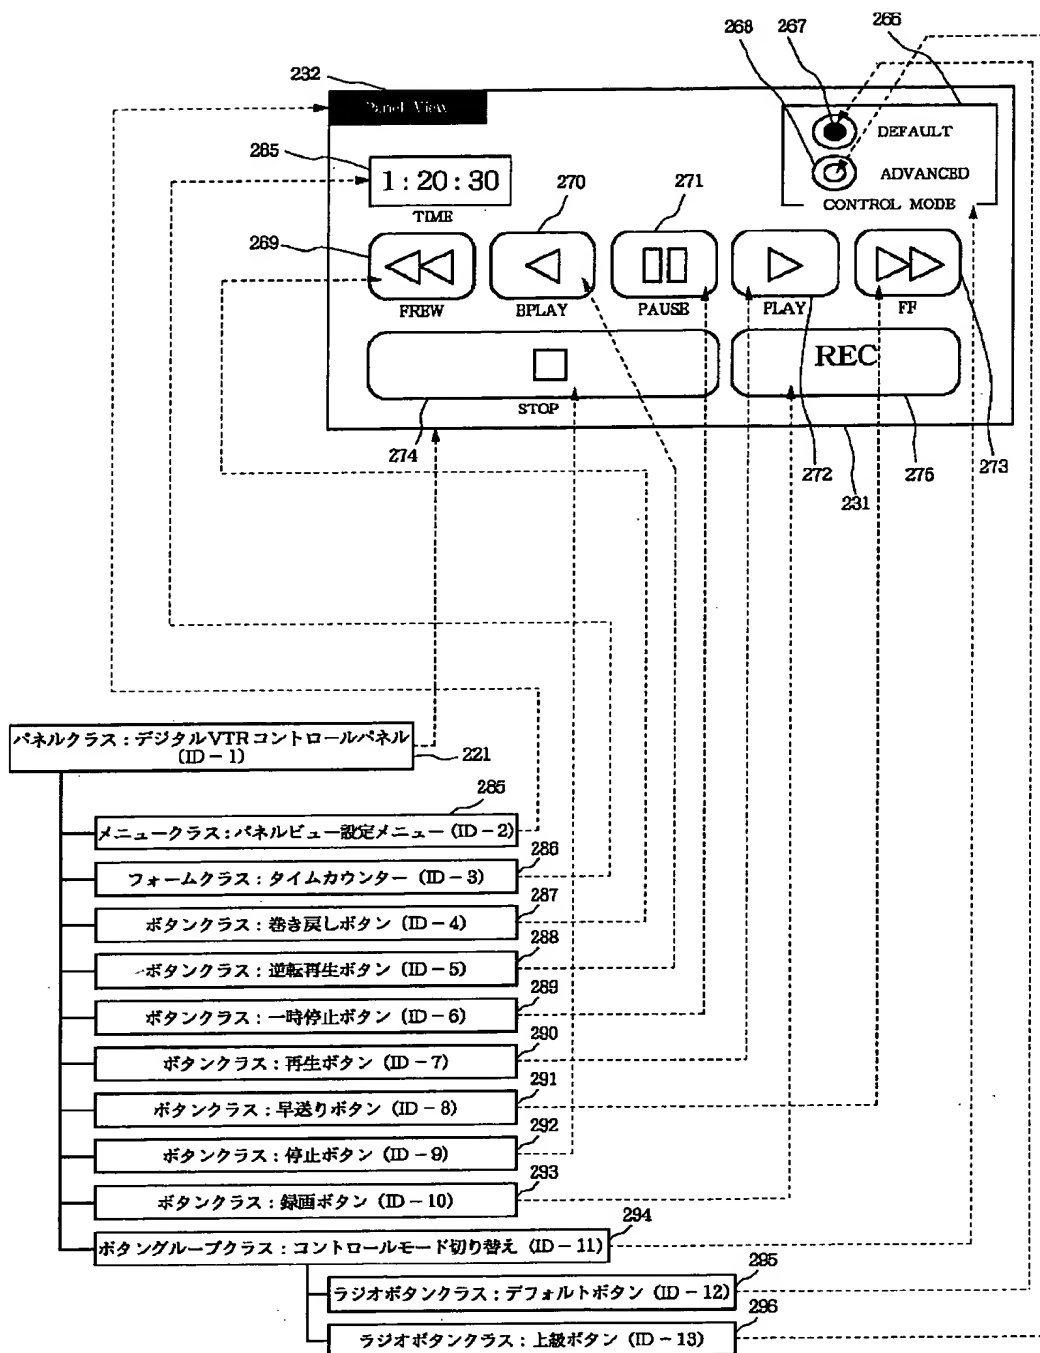 266
267
268
232
Panel View
DEFAULT
285
270
271
ADVANCED
1:20:30
CONTROL MODE
TIME
269
FREW
BPLAY
PAUSE
PLAY
FF
REC
STOP
274
272
275
273
231
パネルクラス:デジタルVTRコントロールパネル
(ID-1)
221
285
メニュークラス:パネルビュー設定メニュー(ID-2)
286
フォームクラス:タイムカウンター(ID-3)
287
ボタンクラス:巻き戻しボタン(ID-4)
288
ボタンクラス:逆転再生ボタン(ID-5)
289
ボタンクラス:一時停止ボタン(ID-6)
290
ボタンクラス:再生ボタン(ID-7)
291
ボタンクラス:早送りボタン(ID-8)
292
ボタンクラス:停止ボタン(ID-9)
293
ボタンクラス:録画ボタン(ID-10)
294
ボタングループクラス:コントロールモード切り替え(ID-11)
295
ラジオボタンクラス:デフォルトボタン(ID-12)
296
ラジオボタンクラス:上級ボタン(ID-13)